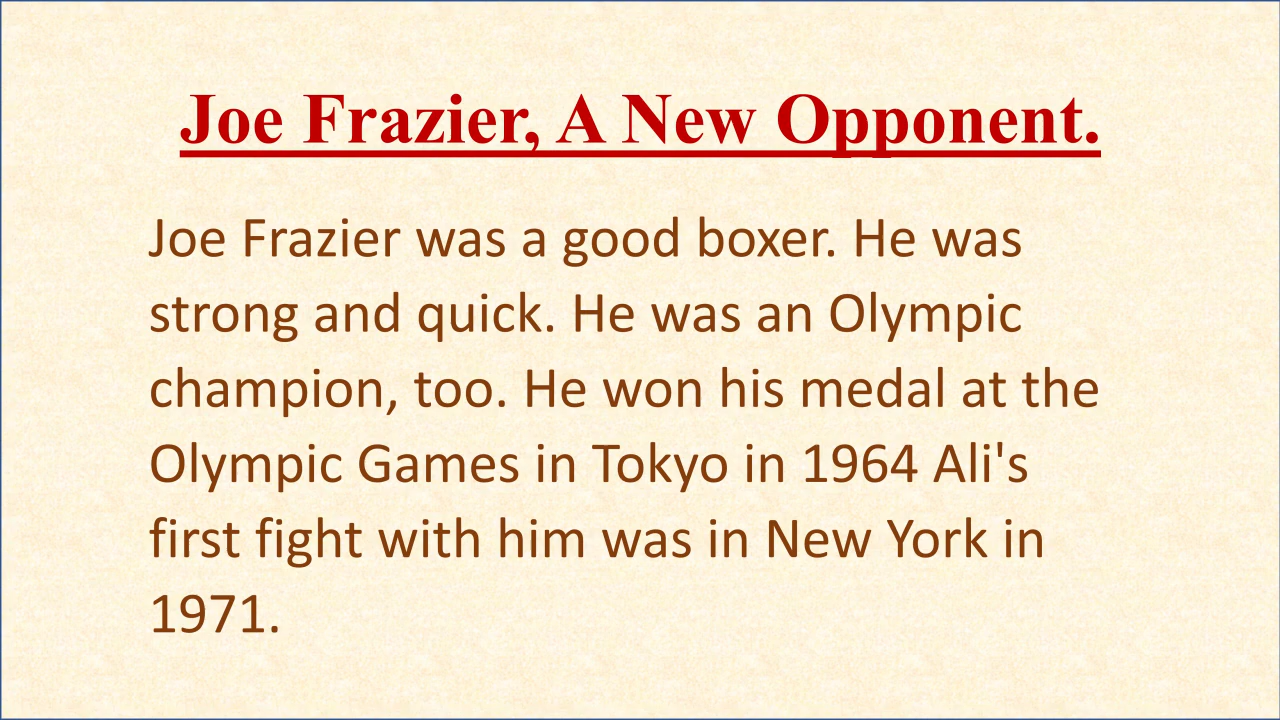 Joe Frazier, A New Opponent.
Joe Frazier was a good boxer. He was
strong and quick. He was an Olympic
champion, too. He won his medal at the
Olympic Games in Tokyo in 1964 Ali's
first fight with him was in New York in
1971.